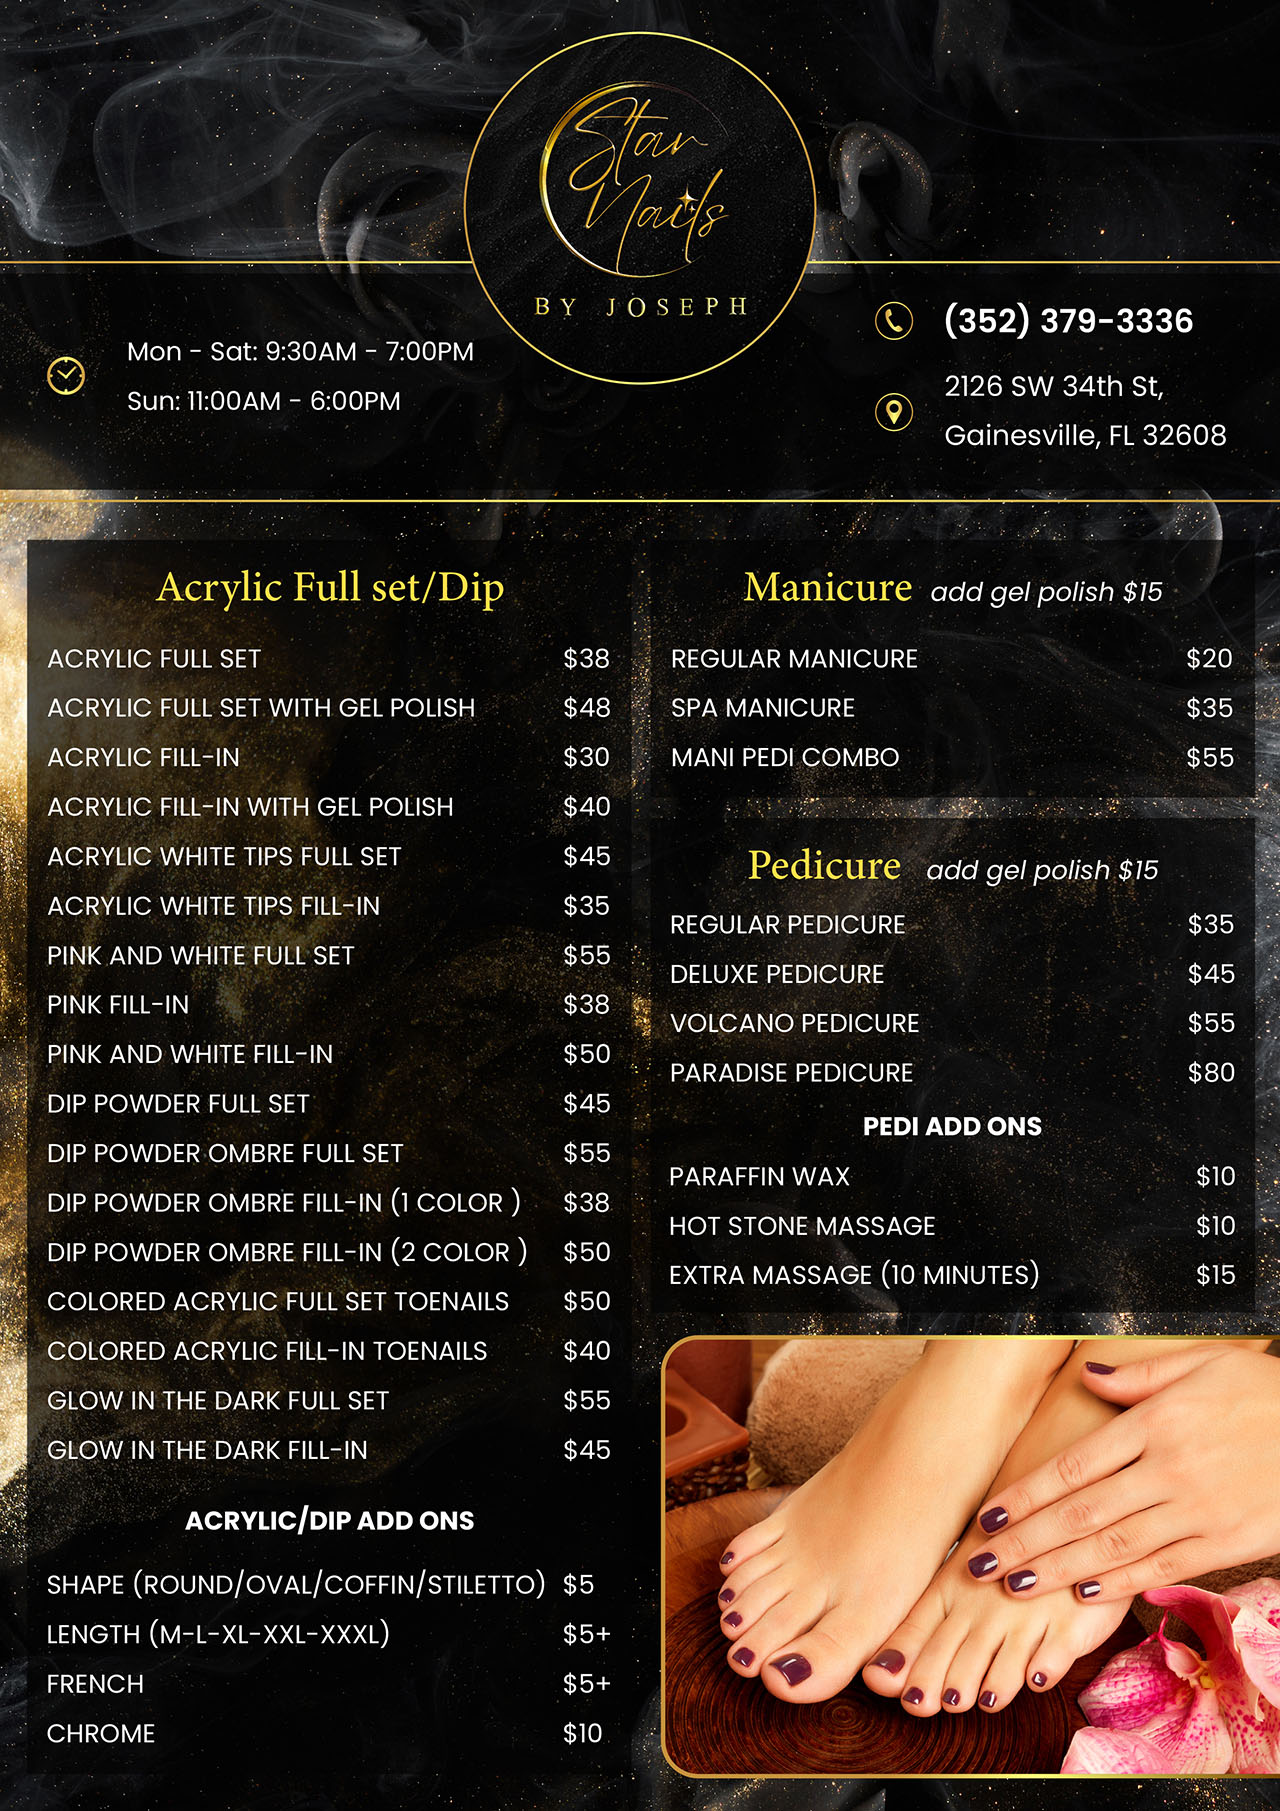 Star
Nails
BY JOSEPH
Mon - Sat: 9:30AM - 7:00PM
Sun: 11:00AM - 6:00PM
(352) 379-3336
2126 SW 34th St,
Gainesville, FL 32608
Acrylic Full set/Dip
ACRYLIC FULL SET $38
ACRYLIC FULL SET WITH GEL POLISH $48
ACRYLIC FILL-IN $30
ACRYLIC FILL-IN WITH GEL POLISH $40
ACRYLIC WHITE TIPS FULL SET $45
ACRYLIC WHITE TIPS FILL-IN $35
PINK AND WHITE FULL SET $55
PINK FILL-IN $38
PINK AND WHITE FILL-IN $50
DIP POWDER FULL SET $45
DIP POWDER OMBRE FULL SET $55
DIP POWDER OMBRE FILL-IN (1 COLOR ) $38
DIP POWDER OMBRE FILL-IN (2 COLOR ) $50
COLORED ACRYLIC FULL SET TOENAILS $50
COLORED ACRYLIC FILL-IN TOENAILS $40
GLOW IN THE DARK FULL SET $55
GLOW IN THE DARK FILL-IN $45
ACRYLIC/DIP ADD ONS
SHAPE (ROUND/OVAL/COFFIN/STILETTO) $5
LENGTH (M-L-XL-XXL-XXXL) $5+
FRENCH $5+
CHROME $10
Manicure add gel polish $15
REGULAR MANICURE $20
SPA MANICURE $35
MANI PEDI COMBO $55
Pedicure add gel polish $15
REGULAR PEDICURE $35
DELUXE PEDICURE $45
VOLCANO PEDICURE $55
PARADISE PEDICURE $80
PEDI ADD ONS
PARAFFIN WAX $10
HOT STONE MASSAGE $10
EXTRA MASSAGE (10 MINUTES) $15